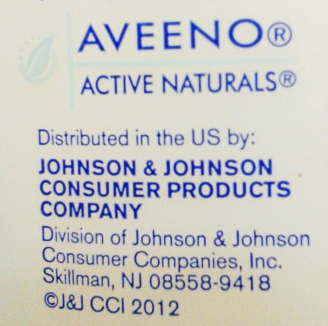 AVEENO®
ACTIVE NATURALS®
Distributed in the US by:
JOHNSON & JOHNSON
CONSUMER PRODUCTS
COMPANY
Division of Johnson & Johnson
Consumer Companies, Inc.
Skillman, NJ 08558-9418
©J&J CCI 2012